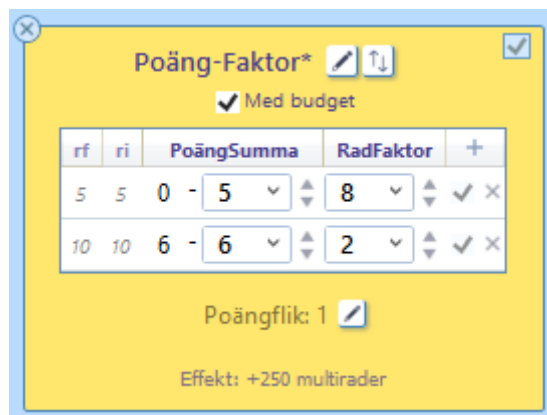 Poäng-Faktor*
Med budget
rf ri PoängSumma RadFaktor +
5 5 0 - 5 8
10 10 6 - 6 2
Poängflik: 1
Effekt: +250 multirader